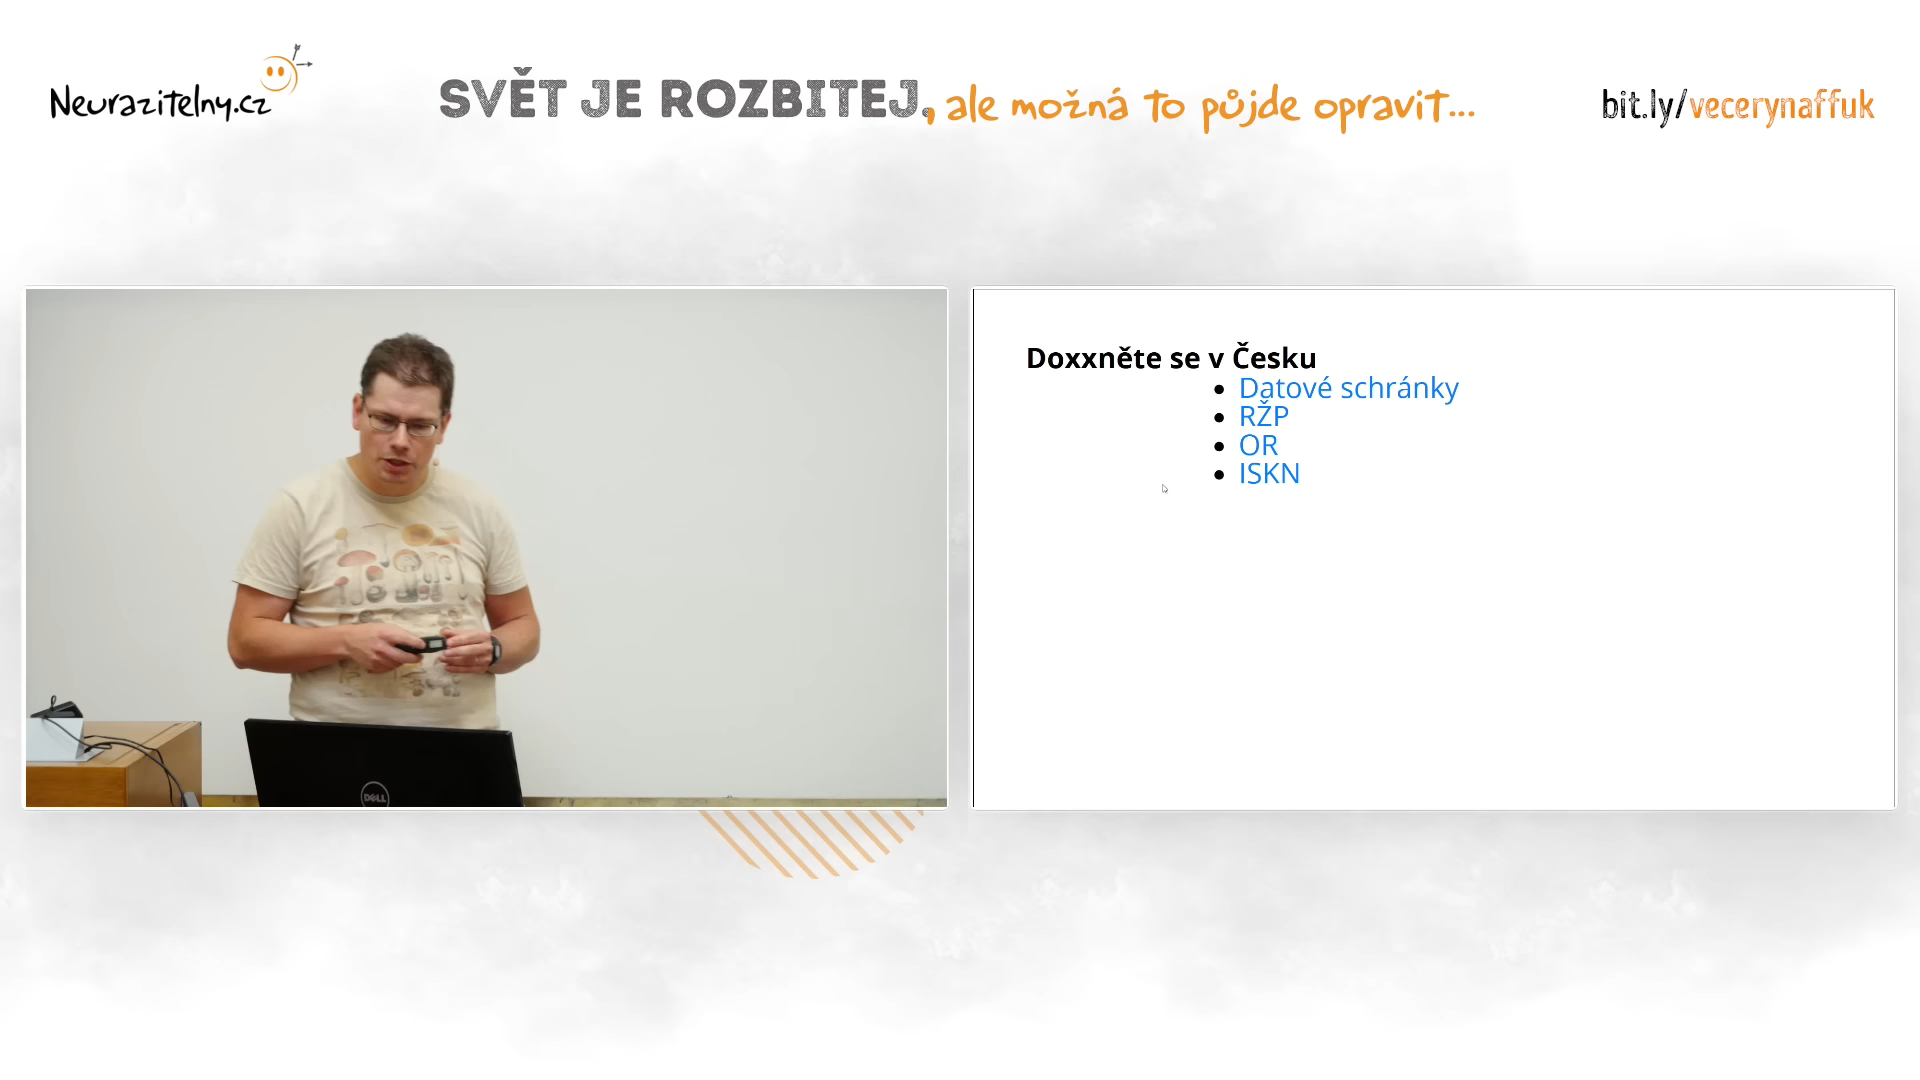 Neurazitelny.cz
SVĚT JE ROZBITEJ, ale možná to půjde opravit...
bit.ly/vecerynaffuk
Doxxněte se v Česku
Datové schránky
RŽP
OR
ISKN
DELL